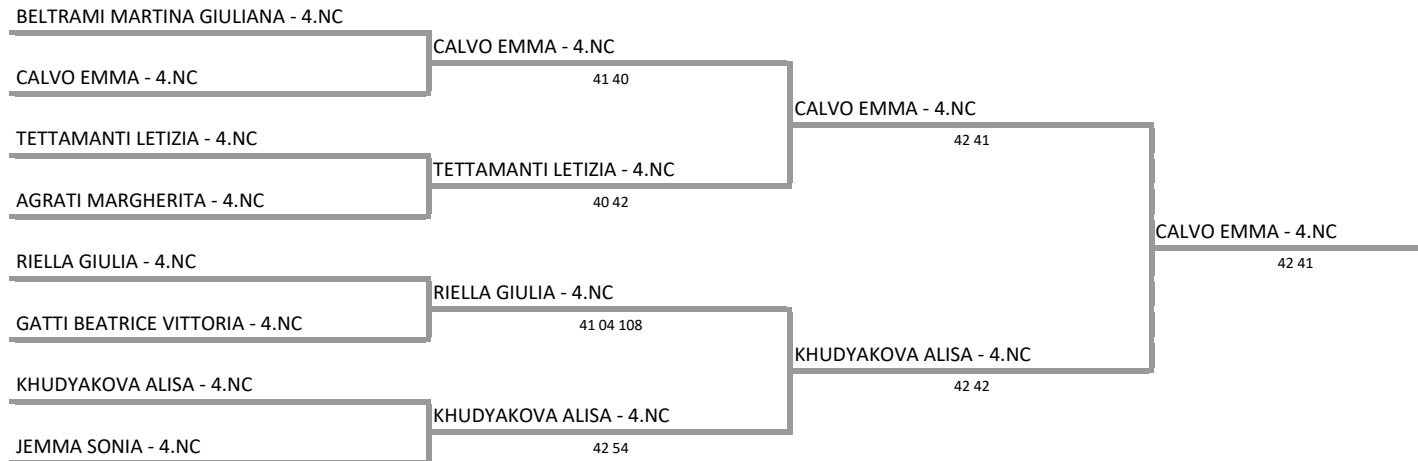 BELTRAMI MARTINA GIULIANA - 4.NC
CALVO EMMA - 4.NC
CALVO EMMA - 4.NC
41 40
CALVO EMMA - 4.NC
42 41
TETTAMANTI LETIZIA - 4.NC
TETTAMANTI LETIZIA - 4.NC
40 42
AGRATI MARGHERITA - 4.NC
CALVO EMMA - 4.NC
42 41
RIELLA GIULIA - 4.NC
RIELLA GIULIA - 4.NC
41 04 108
GATTI BEATRICE VITTORIA - 4.NC
KHUDYAKOVA ALISA - 4.NC
42 42
KHUDYAKOVA ALISA - 4.NC
KHUDYAKOVA ALISA - 4.NC
42 54
JEMMA SONIA - 4.NC